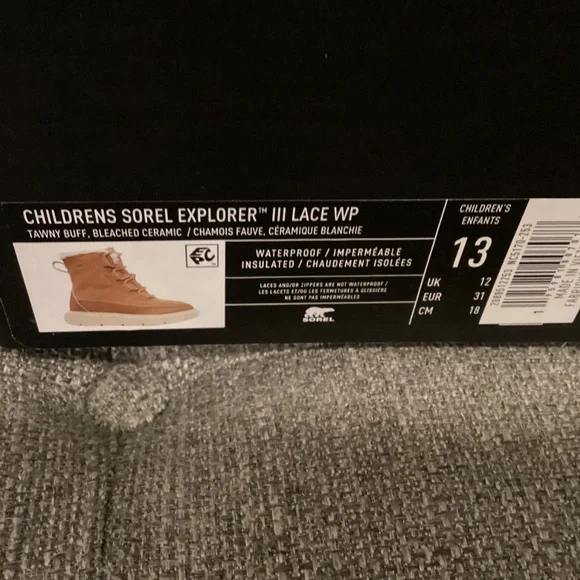 CHILDRENS SOREL EXPLORER™ III LACE WP
TAWNY BUFF, BLEACHED CERAMIC / CHAMOIS FAUVE, CÉRAMIQUE BLANCHIE
WATERPROOF / IMPERMÉABLE
INSULATED / CHAUDEMENT ISOLÉES
LACES AND/OR ZIPPERS ARE NOT WATERPROOF /
LES LACETS ET/OU LES FERMETURES À GLISSIÈRE
NE SONT PAS IMPERMÉABLES
SOREL
CHILDREN'S
ENFANTS
13
UK 12
EUR 31
CM 18
MADE IN